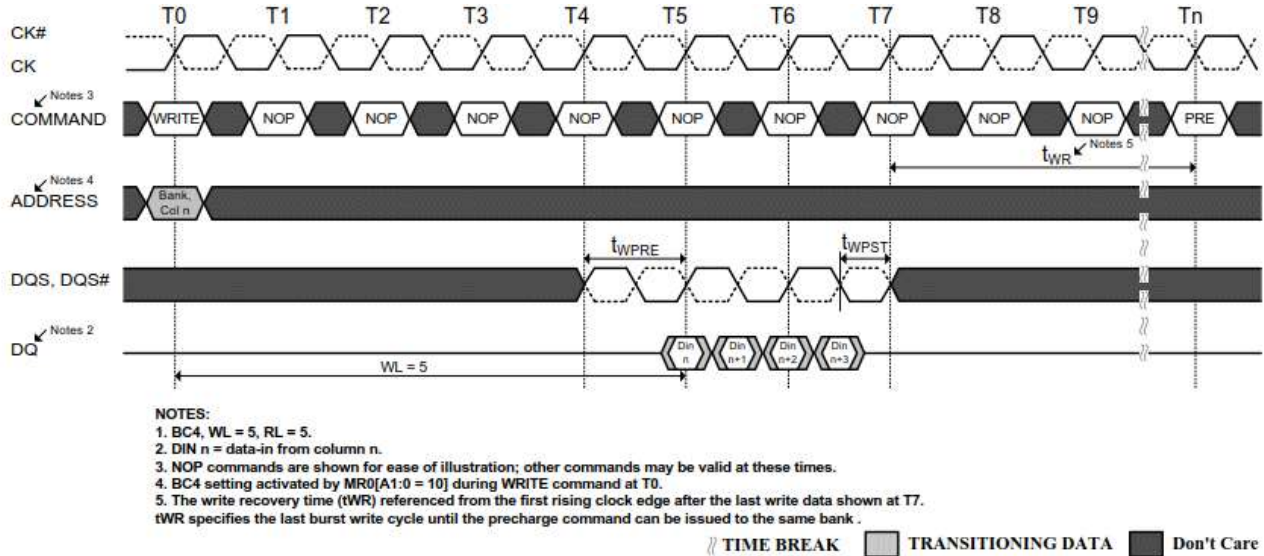 T0 T1 T2 T3 T4 T5 T6 T7 T8 T9 Tn
CK#
CK
Notes 3
COMMAND WRITE NOP NOP NOP NOP NOP NOP NOP NOP NOP PRE
tWR Notes 5
Notes 4
ADDRESS Bank, Col n
tWPRE tWPST
DQS, DQS#
Notes 2
DQ Din n Din n+1 Din n+2 Din n+3
WL = 5
NOTES:
1. BC4, WL = 5, RL = 5.
2. DIN n = data-in from column n.
3. NOP commands are shown for ease of illustration; other commands may be valid at these times.
4. BC4 setting activated by MR0[A1:0 = 10] during WRITE command at T0.
5. The write recovery time (tWR) referenced from the first rising clock edge after the last write data shown at T7.
tWR specifies the last burst write cycle until the precharge command can be issued to the same bank .
TIME BREAK TRANSITIONING DATA Don't Care